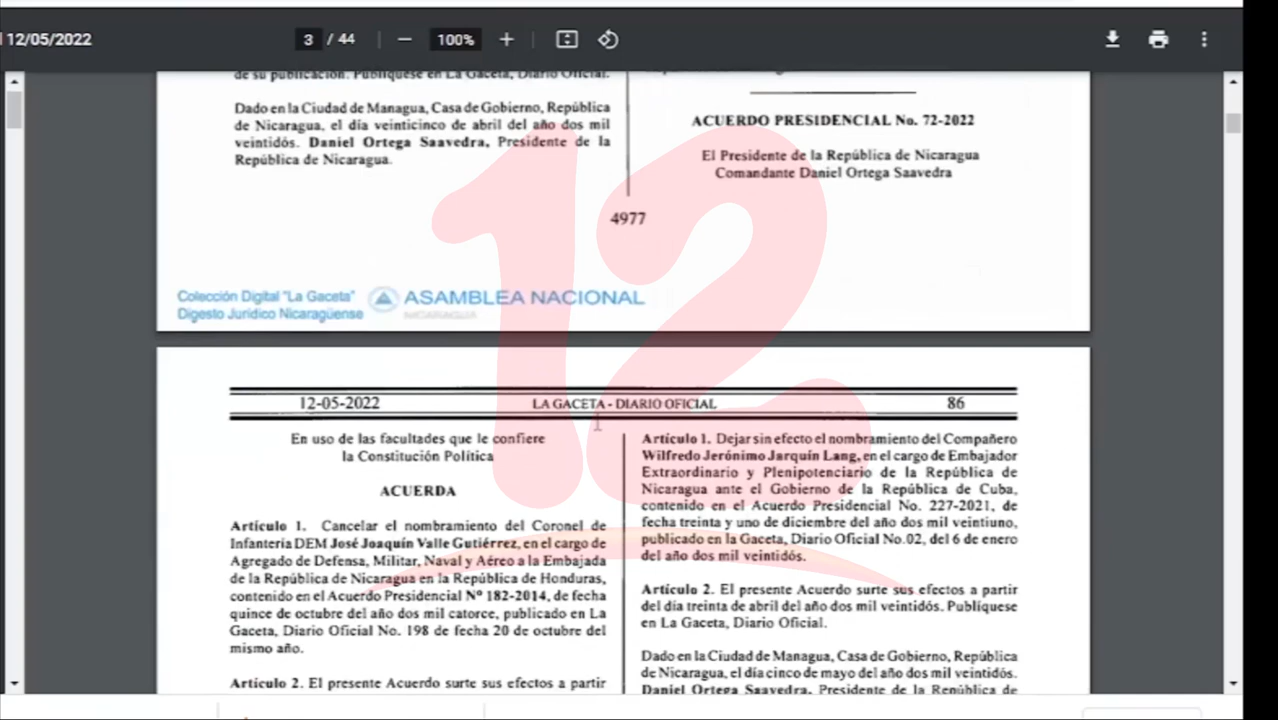 12/05/2022
3 / 44
100%
de su publicación. Publíquese en La Gaceta, Diario Oficial.
Dado en la Ciudad de Managua, Casa de Gobierno, República
de Nicaragua, el día veinticinco de abril del año dos mil
veintidós. Daniel Ortega Saavedra, Presidente de la
República de Nicaragua.
ACUERDO PRESIDENCIAL No. 72-2022
El Presidente de la República de Nicaragua
Comandante Daniel Ortega Saavedra
4977
12
Colección Digital "La Gaceta"
Digesto Jurídico Nicaragüense
ASAMBLEA NACIONAL
NICARAGUA
12-05-2022
LA GACETA - DIARIO OFICIAL
86
En uso de las facultades que le confiere
la Constitución Política
ACUERDA
Artículo 1. Cancelar el nombramiento del Coronel de
Infantería DEM José Joaquín Valle Gutiérrez, en el cargo de
Agregado de Defensa, Militar, Naval y Aéreo a la Embajada
de la República de Nicaragua en la República de Honduras,
contenido en el Acuerdo Presidencial Nº 182-2014, de fecha
quince de octubre del año dos mil catorce, publicado en La
Gaceta, Diario Oficial No. 198 de fecha 20 de octubre del
mismo año.
Artículo 2. El presente Acuerdo surte sus efectos a partir
Artículo 1. Dejar sin efecto el nombramiento del Compañero
Wilfredo Jerónimo Jarquín Lang, en el cargo de Embajador
Extraordinario y Plenipotenciario de la República de
Nicaragua ante el Gobierno de la República de Cuba,
contenido en el Acuerdo Presidencial No. 227-2021, de
fecha treinta y uno de diciembre del año dos mil veintiuno,
publicado en la Gaceta, Diario Oficial No.02, del 6 de enero
del año dos mil veintidós.
Artículo 2. El presente Acuerdo surte sus efectos a partir
del día treinta de abril del año dos mil veintidós. Publíquese
en La Gaceta, Diario Oficial.
Dado en la Ciudad de Managua, Casa de Gobierno, República
de Nicaragua, el día cinco de mayo del año dos mil veintidós.
Daniel Ortega Saavedra, Presidente de la República de